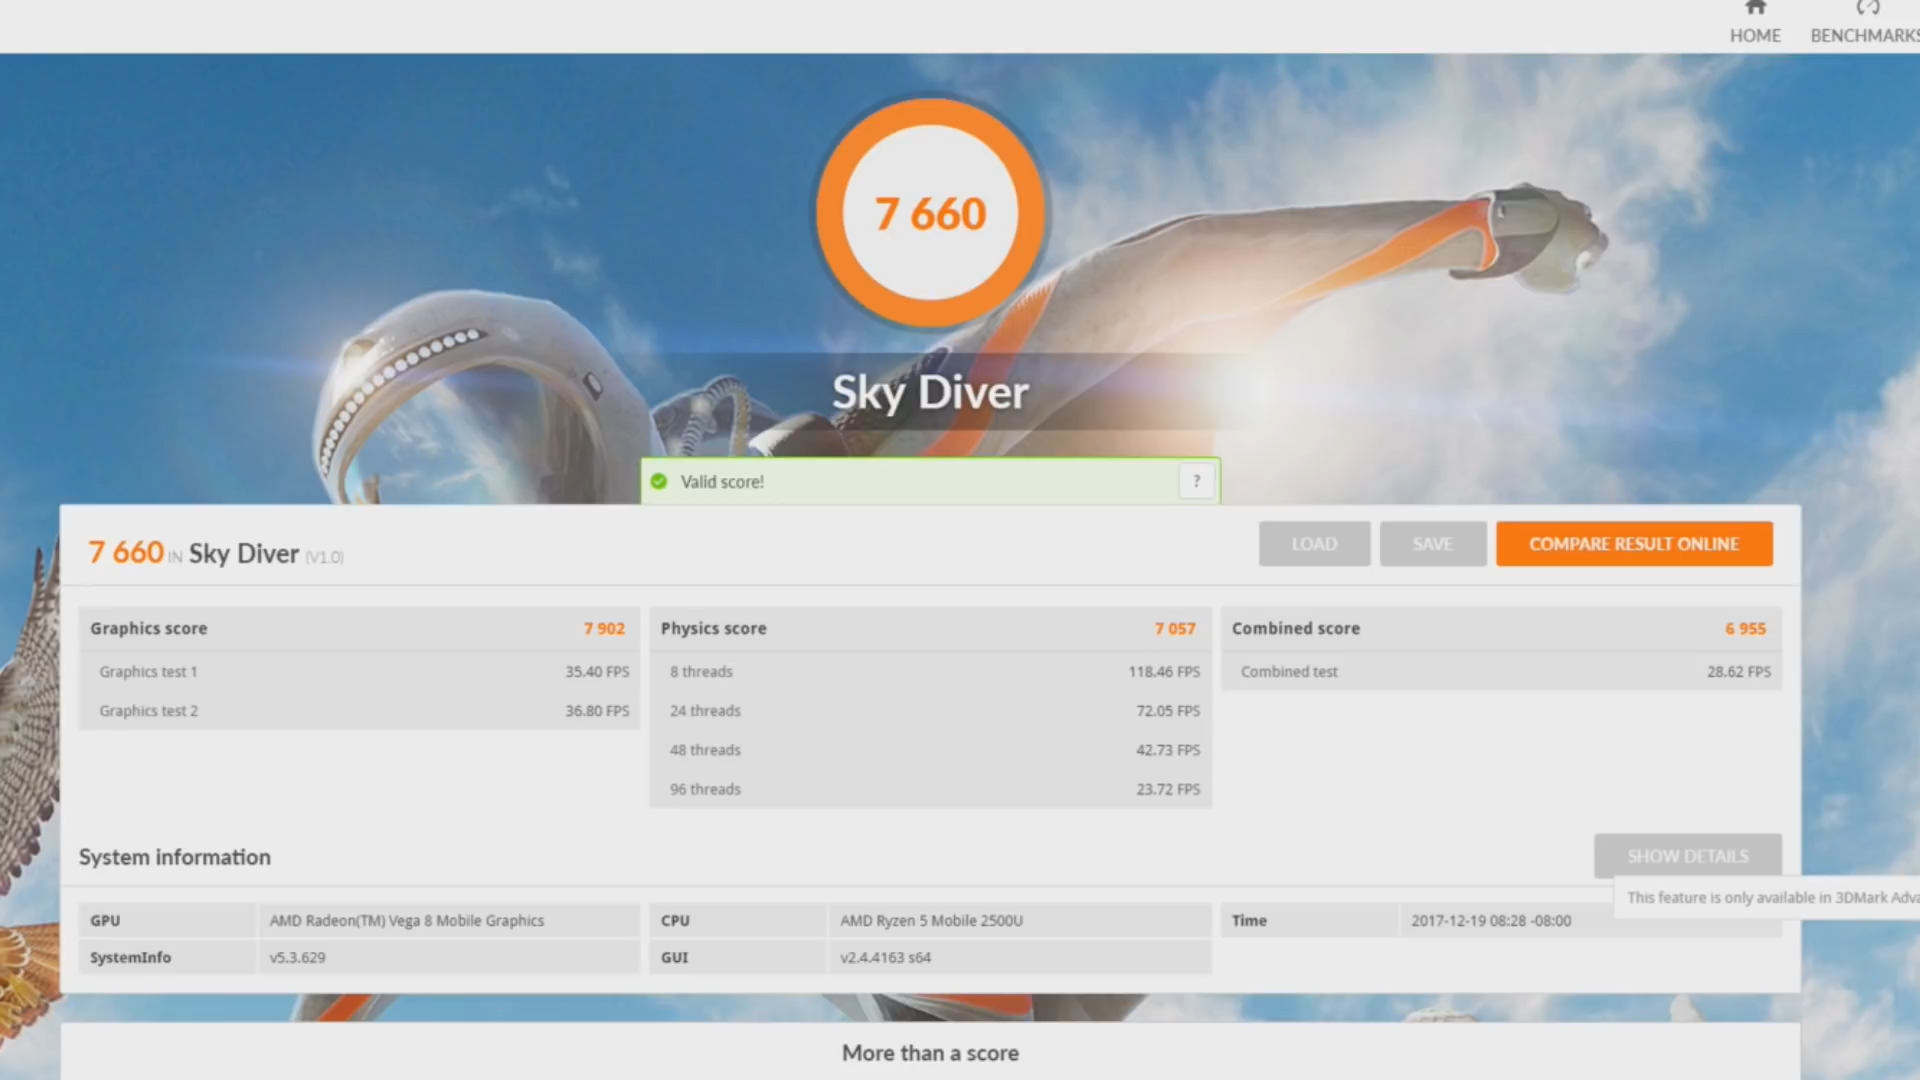 HOME
BENCHMARKS
7 660
Sky Diver
Valid score!
?
7 660 IN Sky Diver (V1.0)
LOAD
SAVE
COMPARE RESULT ONLINE
Graphics score 7 902
Graphics test 1 35.40 FPS
Graphics test 2 36.80 FPS
Physics score 7 057
8 threads 118.46 FPS
24 threads 72.05 FPS
48 threads 42.73 FPS
96 threads 23.72 FPS
Combined score 6 955
Combined test 28.62 FPS
System information
SHOW DETAILS
This feature is only available in 3DMark Adva
GPU AMD Radeon(TM) Vega 8 Mobile Graphics
SystemInfo v5.3.629
CPU AMD Ryzen 5 Mobile 2500U
GUI v2.4.4163 s64
Time 2017-12-19 08:28 -08:00
More than a score